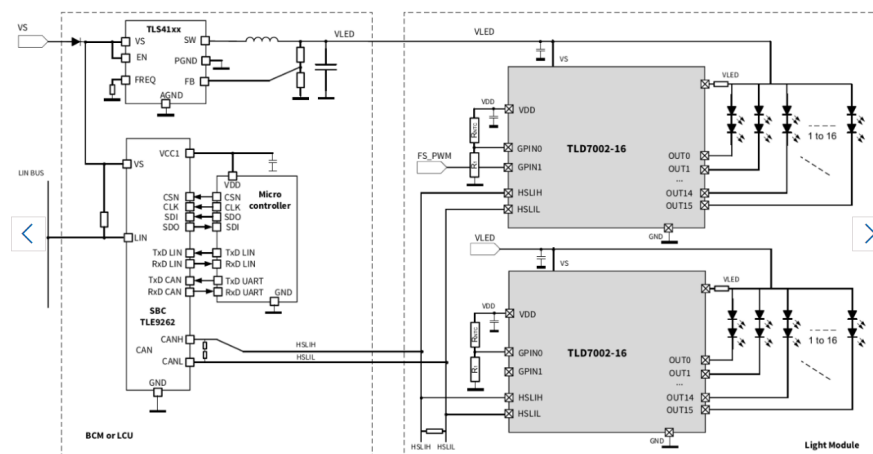 VS
TLS41xx
VS
SW
EN
PGND
FREQ
FB
AGND
VLED
VLED
VS
VLED
VDD
VDD
R_NTC
GPIN0
TLD7002-16
FS_PWM
R₁
GPIN1
HSLIH
HSLIL
OUT0
OUT1
...
OUT14
OUT15
1 to 16
GND
LIN BUS
VS
VCC1
VDD
Micro
controller
CSN
CSN
CLK
CLK
SDI
SDO
SDO
SDI
LIN
TxD LIN
TxD LIN
RxD LIN
RxD LIN
TxD CAN
TxD UART
RxD CAN
RxD UART
GND
SBC
TLE9262
CANH
CAN
CANL
GND
HSLIH
HSLIL
BCM or LCU
VLED
VS
VLED
VDD
VDD
R_NTC
GPIN0
TLD7002-16
R₁
GPIN1
HSLIH
HSLIL
OUT0
OUT1
...
OUT14
OUT15
1 to 16
GND
HSLIH
HSLIL
Light Module